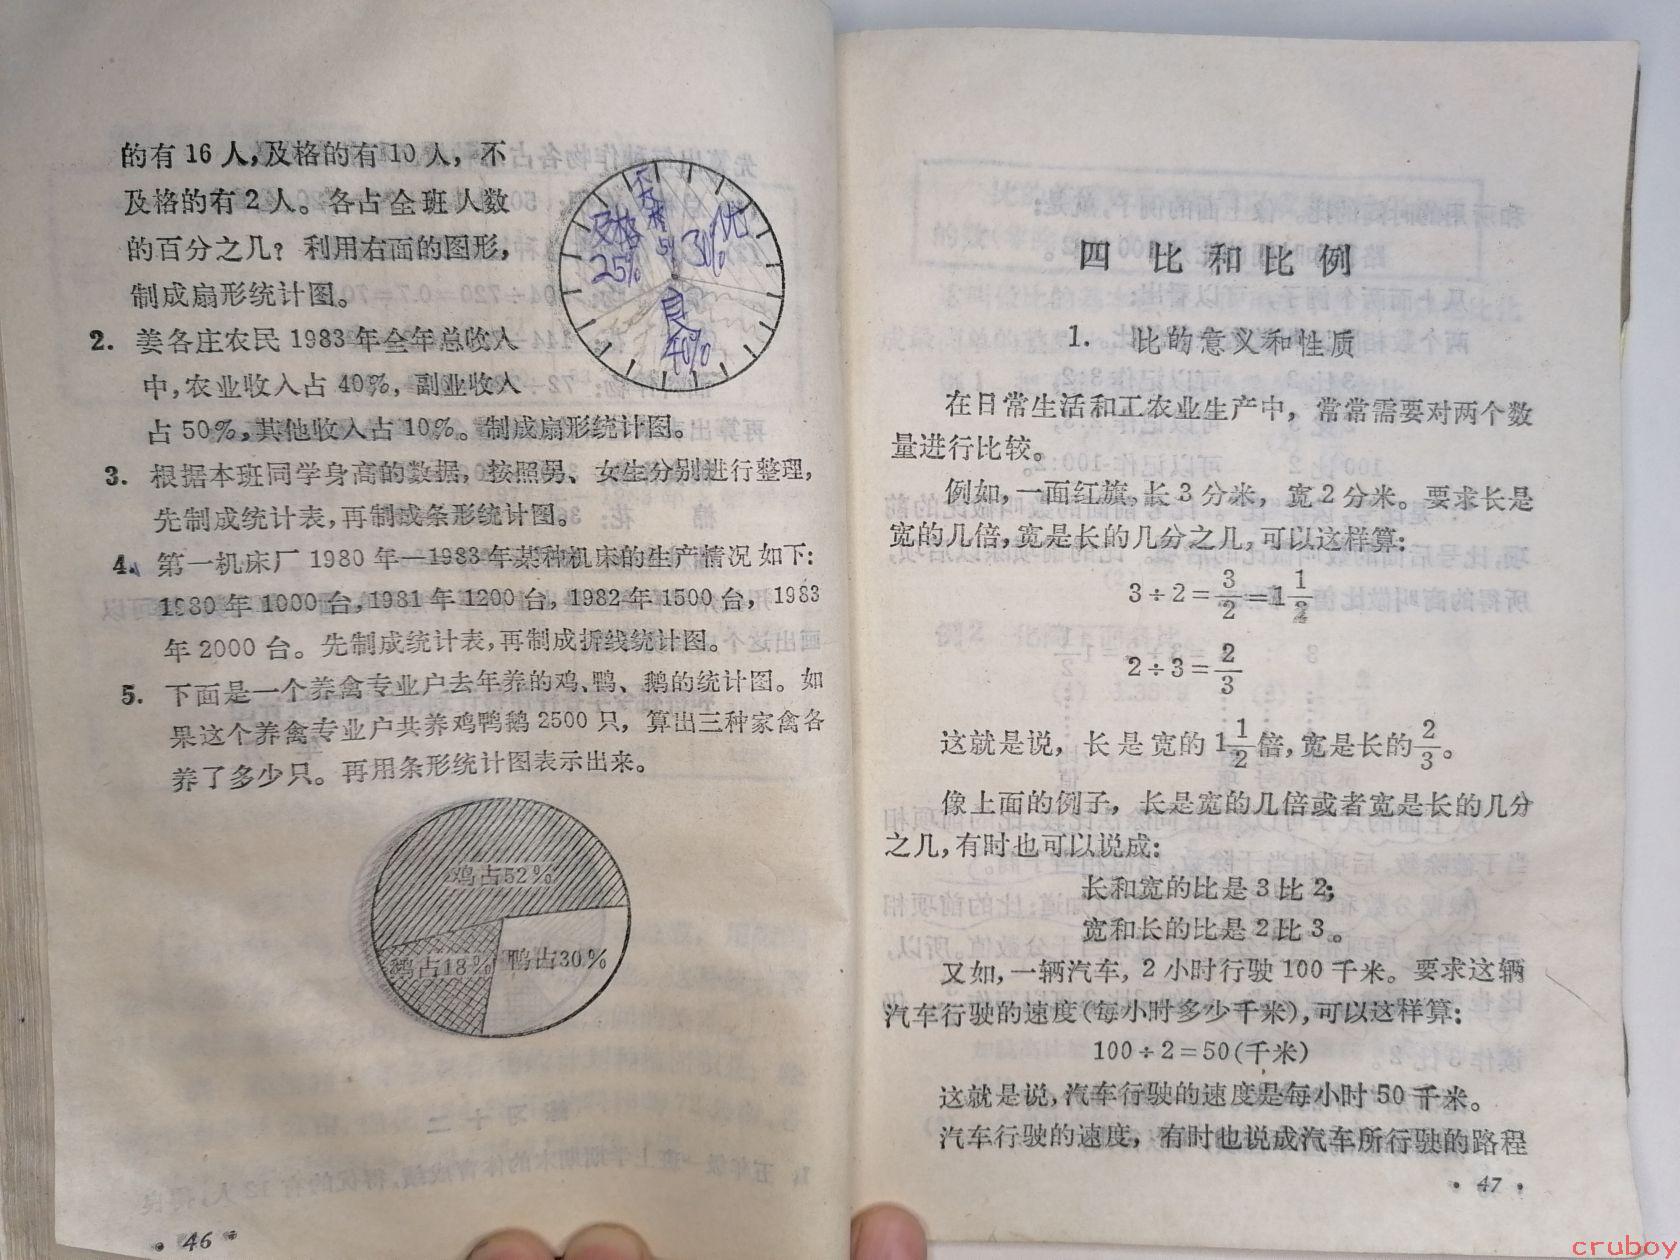 的有16人,及格的有10人, 不
及格的有2人。各占全班人数
的百分之几? 利用右面的图形,
制成扇形统计图。
不及格
5%
及格
25%
优
30%
良
40%
2. 姜各庄农民1983年全年总收入
中,农业收入占40%, 副业收入
占50%,其他收入占10%。制成扇形统计图。
3. 根据本班同学身高的数据, 按照男、女生分别进行整理,
先制成统计表,再制成条形统计图。
4. 第一机床厂1980年—1983年某种机床的生产情况如下:
1980年1000台,1981年1200台,1982年1500台, 1983
年2000台。先制成统计表,再制成折线统计图。
5. 下面是一个养禽专业户去年养的鸡、鸭、鹅的统计图。如
果这个养禽专业户共养鸡鸭鹅2500只, 算出三种家禽各
养了多少只。再用条形统计图表示出来。
鸡占52%
鹅占18%
鸭占30%
· 46 ·
四 比和比例
1. 比的意义和性质
在日常生活和工农业生产中, 常常需要对两个数
量进行比较。
例如,一面红旗,长3分米, 宽2分米。要求长是
宽的几倍,宽是长的几分之几,可以这样算:
3÷2=3/2=1 1/2
2÷3=2/3
这就是说, 长是宽的1 1/2倍,宽是长的2/3。
像上面的例子, 长是宽的几倍或者宽是长的几分
之几,有时也可以说成:
长和宽的比是3比2;
宽和长的比是2比3。
又如,一辆汽车, 2小时行驶100千米。要求这辆
汽车行驶的速度(每小时多少千米),可以这样算:
100÷2=50(千米)
这就是说,汽车行驶的速度是每小时50千米。
汽车行驶的速度, 有时也说成汽车所行驶的路程
· 47 ·
cruboy